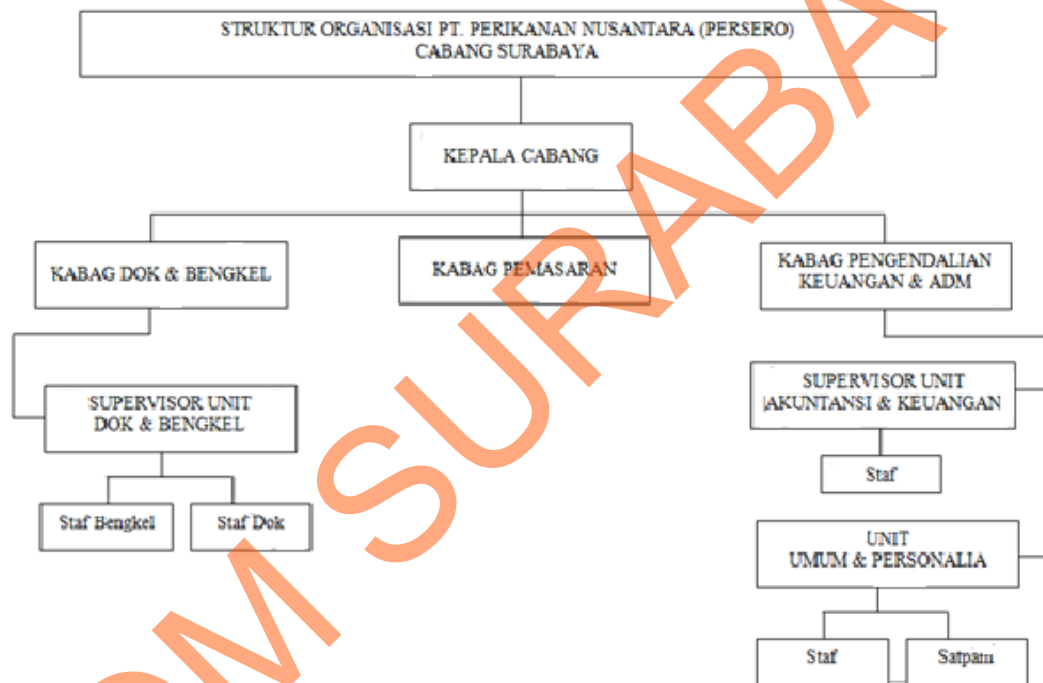 STRUKTUR ORGANISASI PT. PERIKANAN NUSANTARA (PERSERO)
CABANG SURABAYA
KEPALA CABANG
KABAG DOK & BENGKEL
KABAG PEMASARAN
KABAG PENGENDALIAN
KEUANGAN & ADM
SUPERVISOR UNIT
DOK & BENGKEL
SUPERVISOR UNIT
AKUNTANSI & KEUANGAN
Staf
Staf Bengkel
Staf Dok
UNIT
UMUM & PERSONALIA
Staf
Satpam
OM SURABA